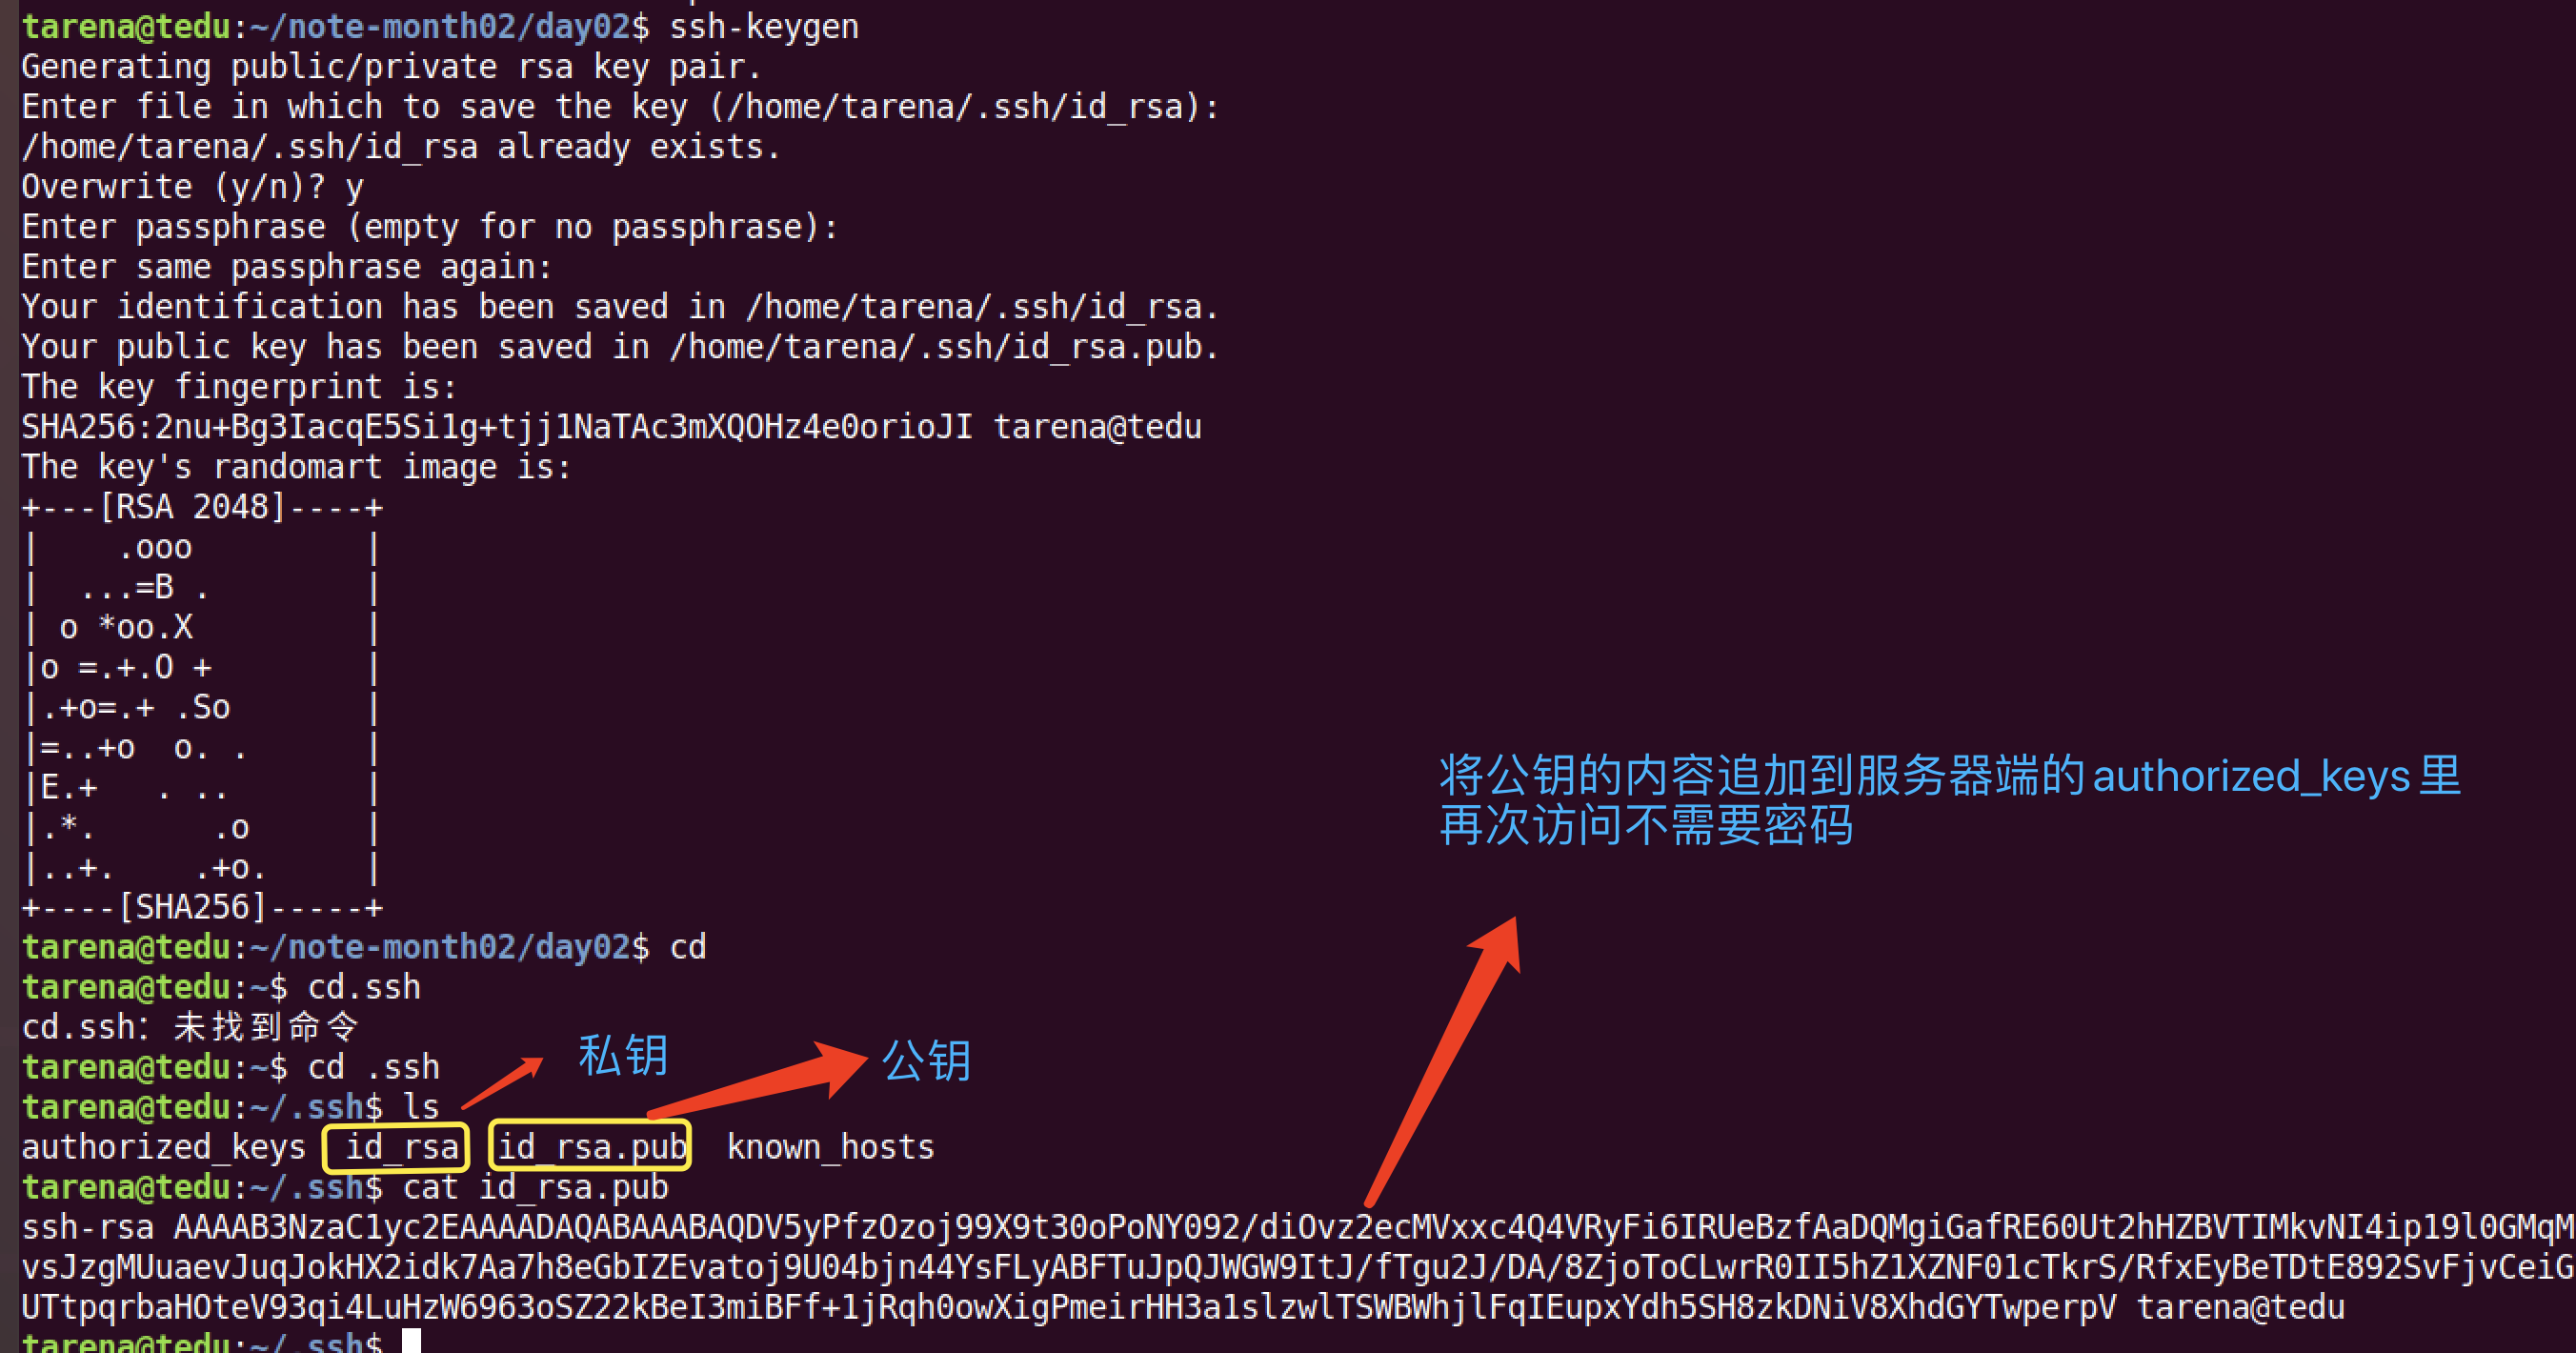 tarena@tedu:~/note-month02/day02$ ssh-keygen
Generating public/private rsa key pair.
Enter file in which to save the key (/home/tarena/.ssh/id_rsa):
/home/tarena/.ssh/id_rsa already exists.
Overwrite (y/n)? y
Enter passphrase (empty for no passphrase):
Enter same passphrase again:
Your identification has been saved in /home/tarena/.ssh/id_rsa.
Your public key has been saved in /home/tarena/.ssh/id_rsa.pub.
The key fingerprint is:
SHA256:2nu+Bg3IacqE5Si1g+tjj1NaTAc3mXQOHz4e0orioJI tarena@tedu
The key's randomart image is:
+---[RSA 2048]----+
|    .ooo         |
|  ...=B .        |
| o *oo.X         |
|o =.+.O +        |
|.+o=.+ .So       |
|=..+o  o. .      |
|E.+   . ..       |
|.*.      .o      |
|..+.    .+o.     |
+----[SHA256]-----+
将公钥的内容追加到服务器端的authorized_keys里
再次访问不需要密码
tarena@tedu:~/note-month02/day02$ cd
tarena@tedu:~$ cd.ssh
cd.ssh: 未找到命令
tarena@tedu:~$ cd .ssh
私钥
公钥
tarena@tedu:~/.ssh$ ls
authorized_keys  id_rsa  id_rsa.pub  known_hosts
tarena@tedu:~/.ssh$ cat id_rsa.pub
ssh-rsa AAAAB3NzaC1yc2EAAAADAQABAAABAQDV5yPfzOzoj99X9t30oPoNY092/diOvz2ecMVxxc4Q4VRyFi6IRUeBzfAaDQMgiGafRE60Ut2hHZBVTIMkvNI4ip19l0GMqM
vsJzgMUuaevJuqJokHX2idk7Aa7h8eGbIZEvatoj9U04bjn44YsFLyABFTuJpQJWGW9ItJ/fTgu2J/DA/8ZjoToCLwrR0II5hZ1XZNF01cTkrS/RfxEyBeTDtE892SvFjvCeiG
UTtpqrbaHOteV93qi4LuHzW6963oSZ22kBeI3miBFf+1jRqh0owXigPmeirHH3a1slzwlTSWBWhjlFqIEupxYdh5SH8zkDNiV8XhdGYTwperpV tarena@tedu
tarena@tedu:~/.ssh$